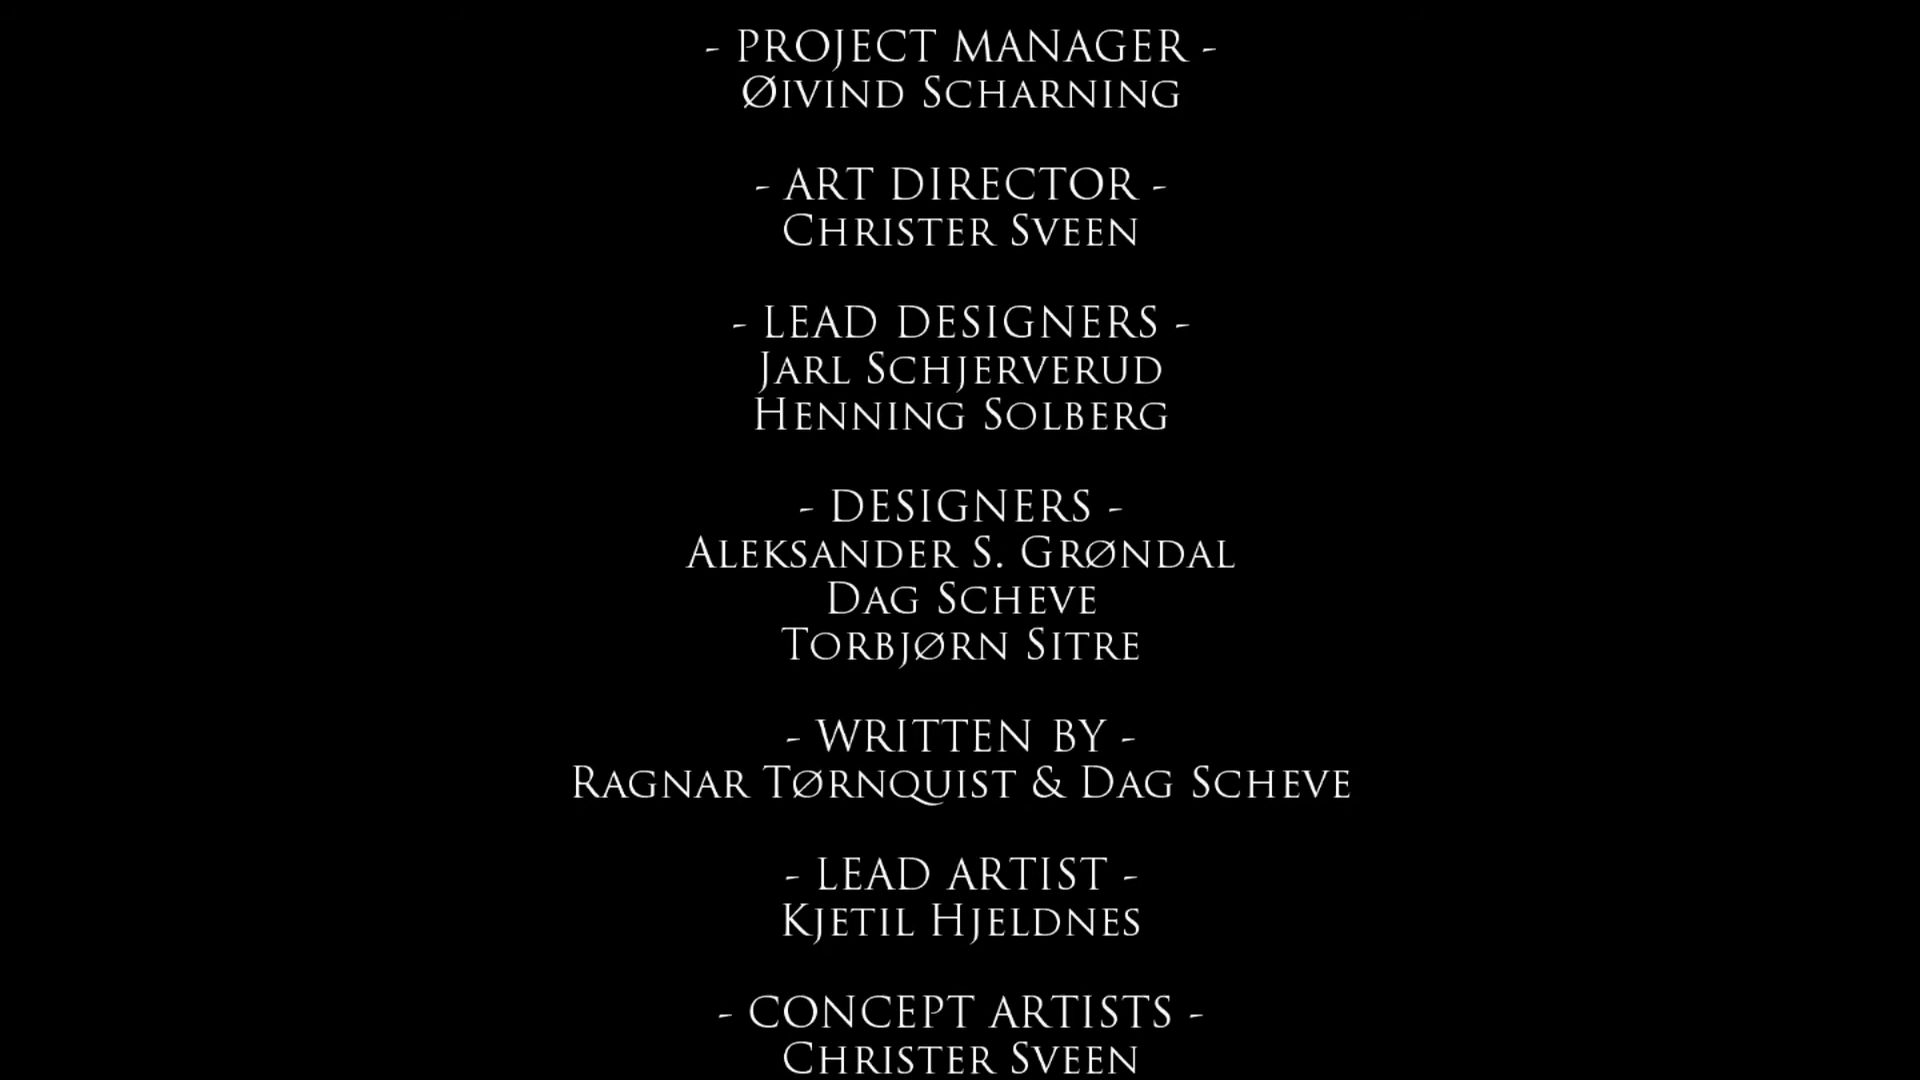 - PROJECT MANAGER -
Øivind Scharning
- ART DIRECTOR -
Christer Sveen
- LEAD DESIGNERS -
Jarl Schjerverud
Henning Solberg
- DESIGNERS -
Aleksander S. Grøndal
Dag Scheve
Torbjørn Sitre
- WRITTEN BY -
Ragnar Tørnquist & Dag Scheve
- LEAD ARTIST -
Kjetil Hjeldnes
- CONCEPT ARTISTS -
Christer Sveen